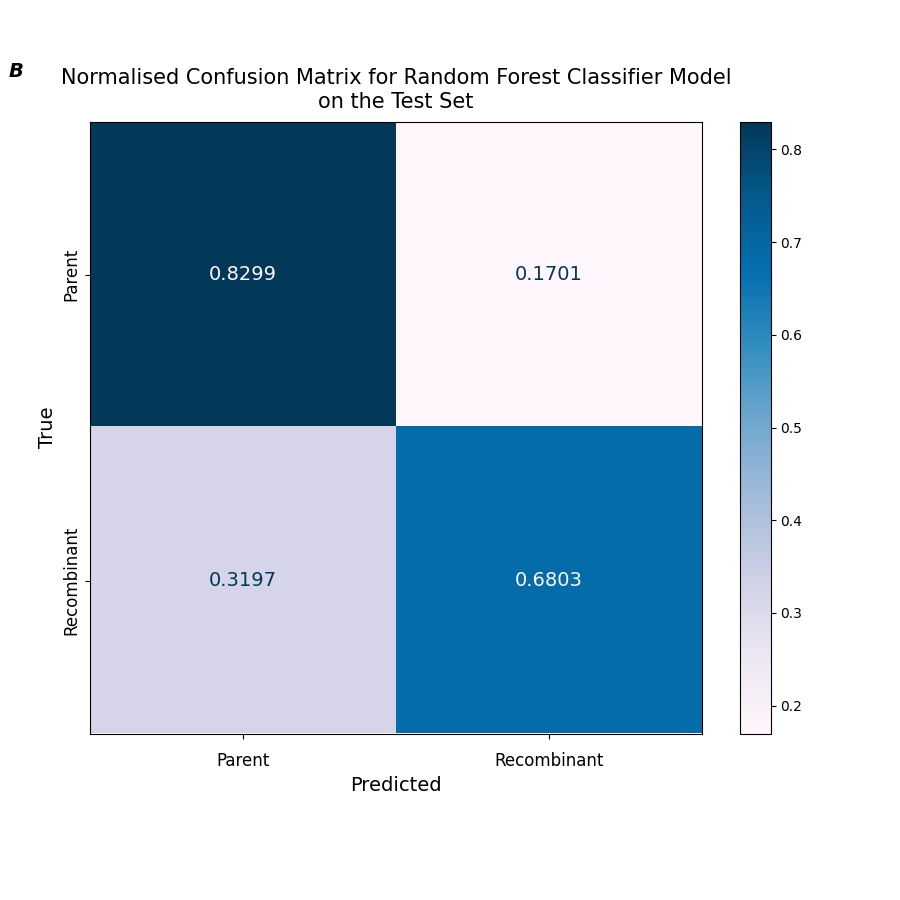 B
Normalised Confusion Matrix for Random Forest Classifier Model
on the Test Set
Parent
0.8299
0.1701
True
Recombinant
0.3197
0.6803
Parent
Recombinant
Predicted
0.8
0.7
0.6
0.5
0.4
0.3
0.2